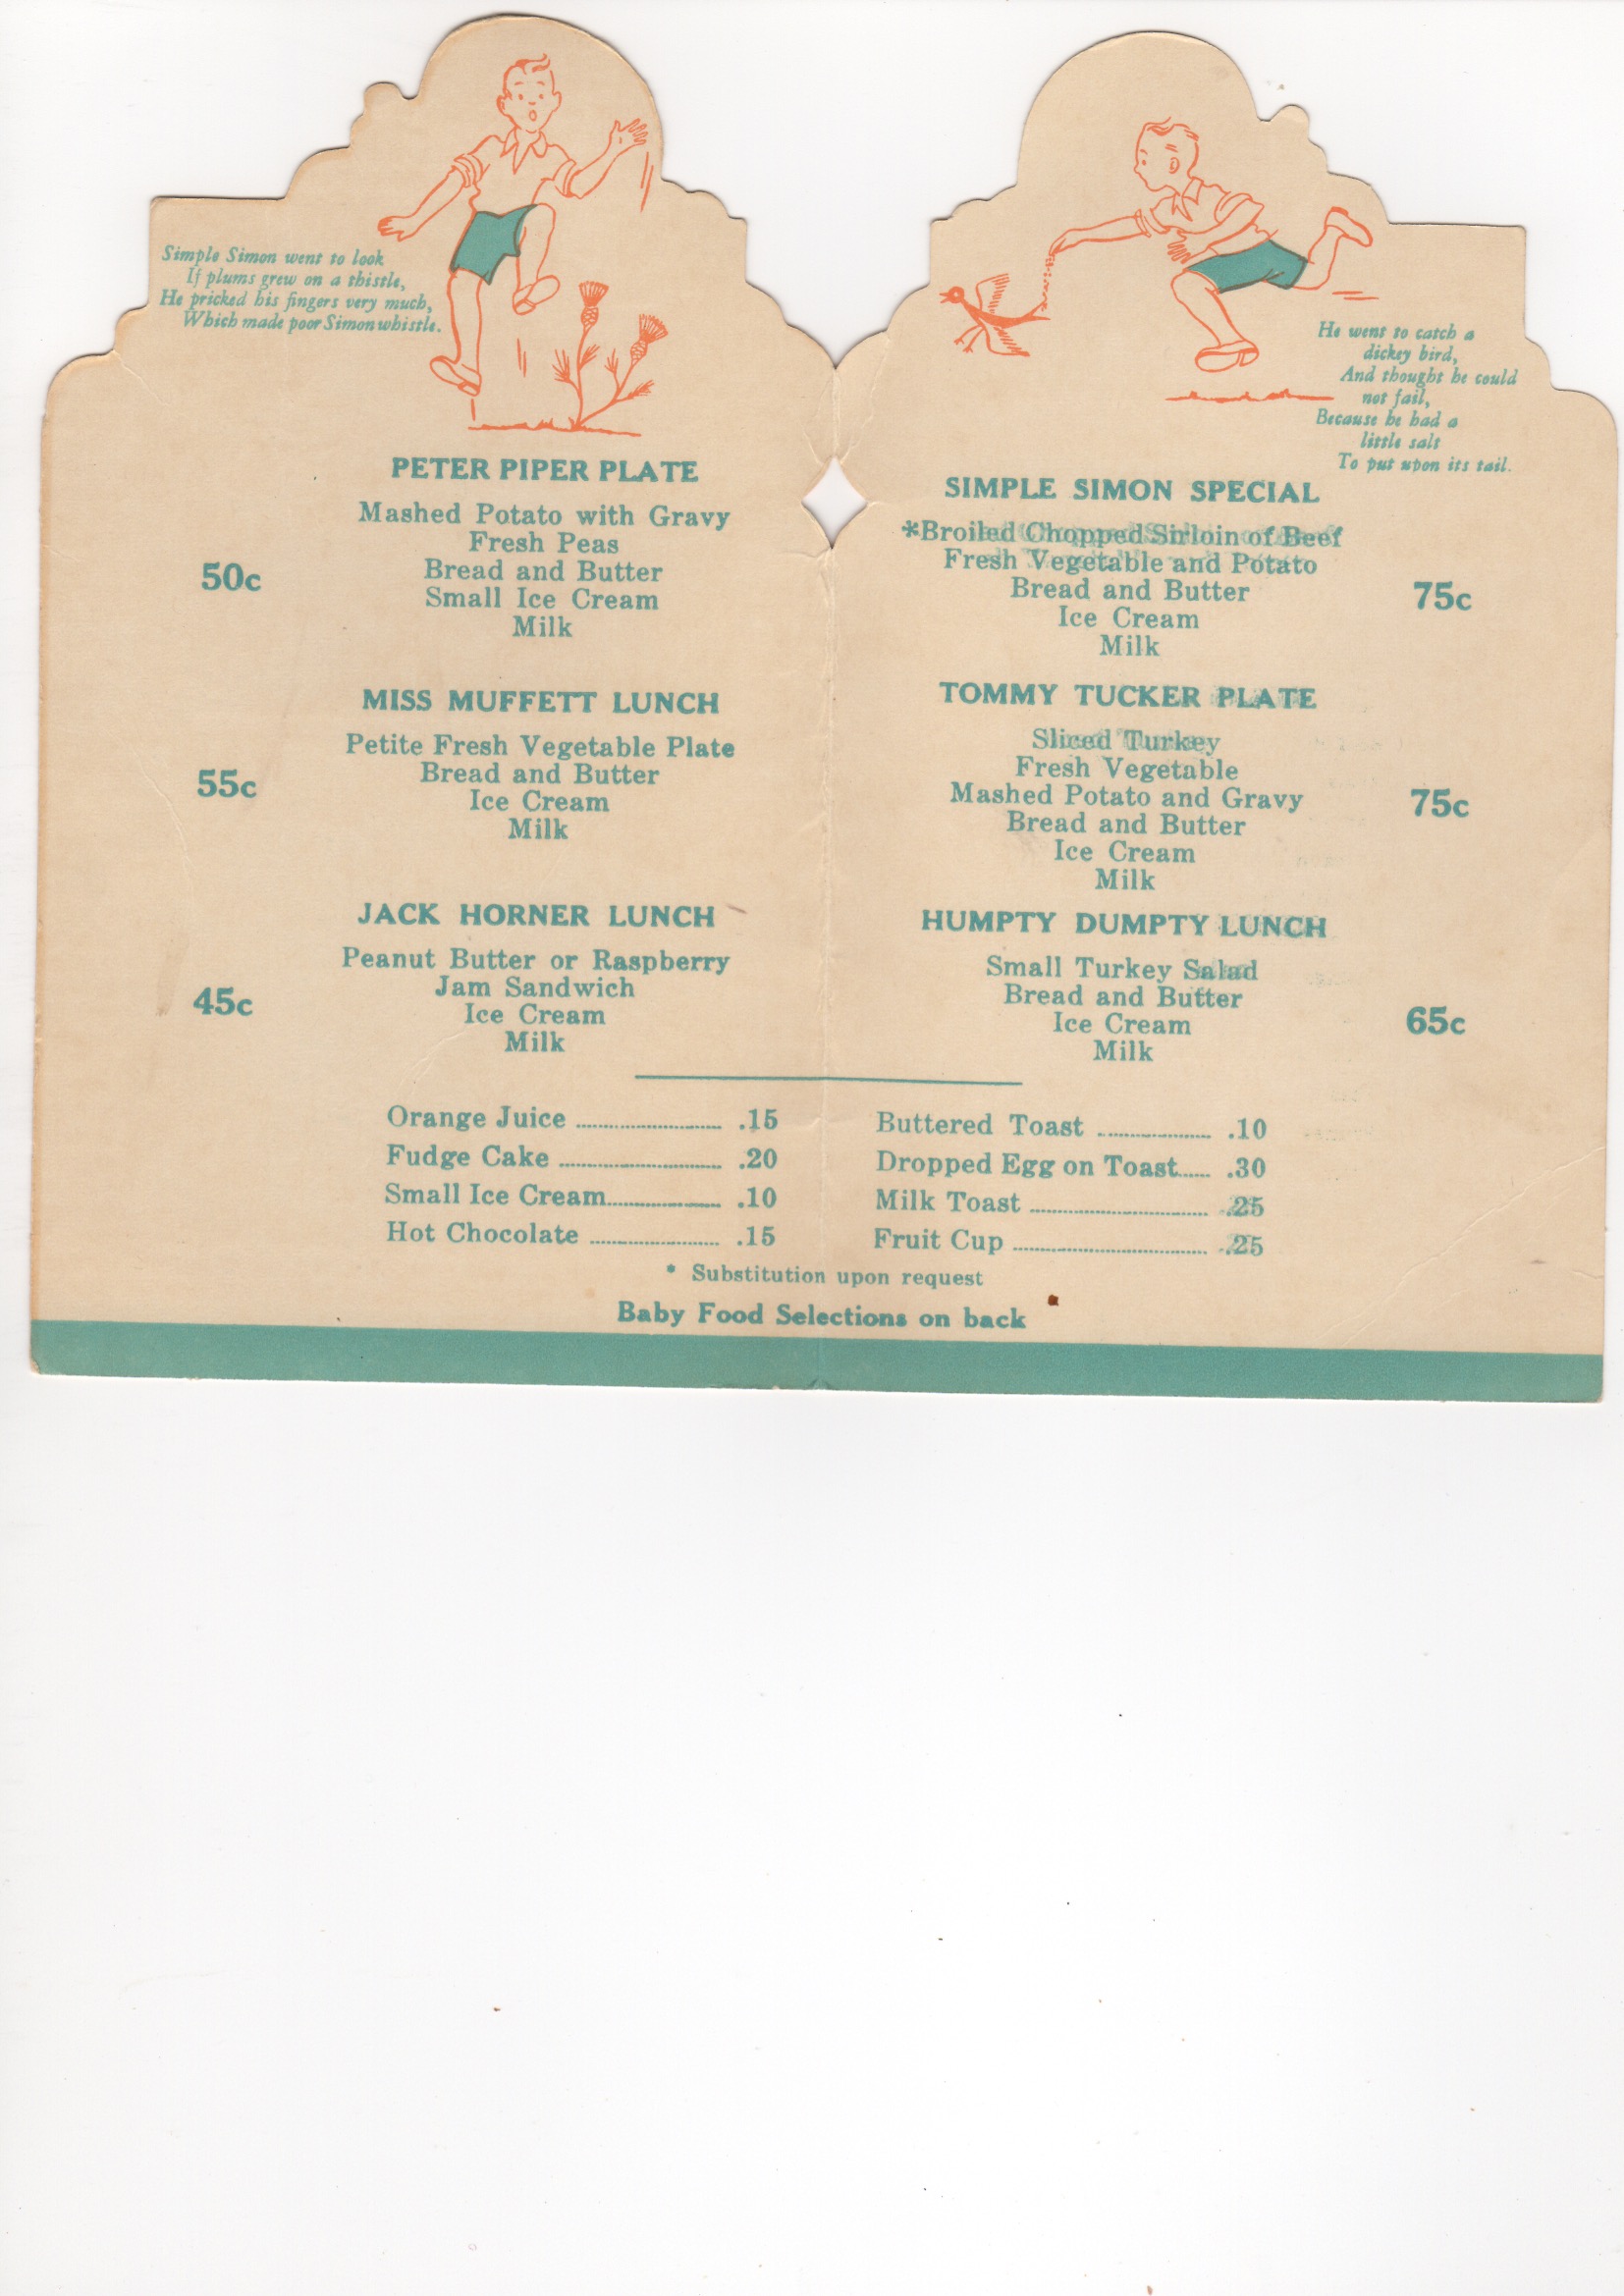 Simple Simon went to look
If plums grew on a thistle,
He pricked his fingers very much,
Which made poor Simon whistle.
PETER PIPER PLATE
Mashed Potato with Gravy
Fresh Peas
Bread and Butter
Small Ice Cream
Milk
50c
MISS MUFFETT LUNCH
Petite Fresh Vegetable Plate
Bread and Butter
Ice Cream
Milk
55c
JACK HORNER LUNCH
Peanut Butter or Raspberry
Jam Sandwich
Ice Cream
Milk
45c
He went to catch a
dickey bird,
And thought he could
not fail,
Because he had a
little salt
To put upon its tail.
SIMPLE SIMON SPECIAL
*Broiled Chopped Sirloin of Beef
Fresh Vegetable and Potato
Bread and Butter
Ice Cream
Milk
75c
TOMMY TUCKER PLATE
Sliced Turkey
Fresh Vegetable
Mashed Potato and Gravy
Bread and Butter
Ice Cream
Milk
75c
HUMPTY DUMPTY LUNCH
Small Turkey Salad
Bread and Butter
Ice Cream
Milk
65c
Orange Juice .15
Fudge Cake .20
Small Ice Cream .10
Hot Chocolate .15
Buttered Toast .10
Dropped Egg on Toast .30
Milk Toast .25
Fruit Cup .25
* Substitution upon request
Baby Food Selections on back